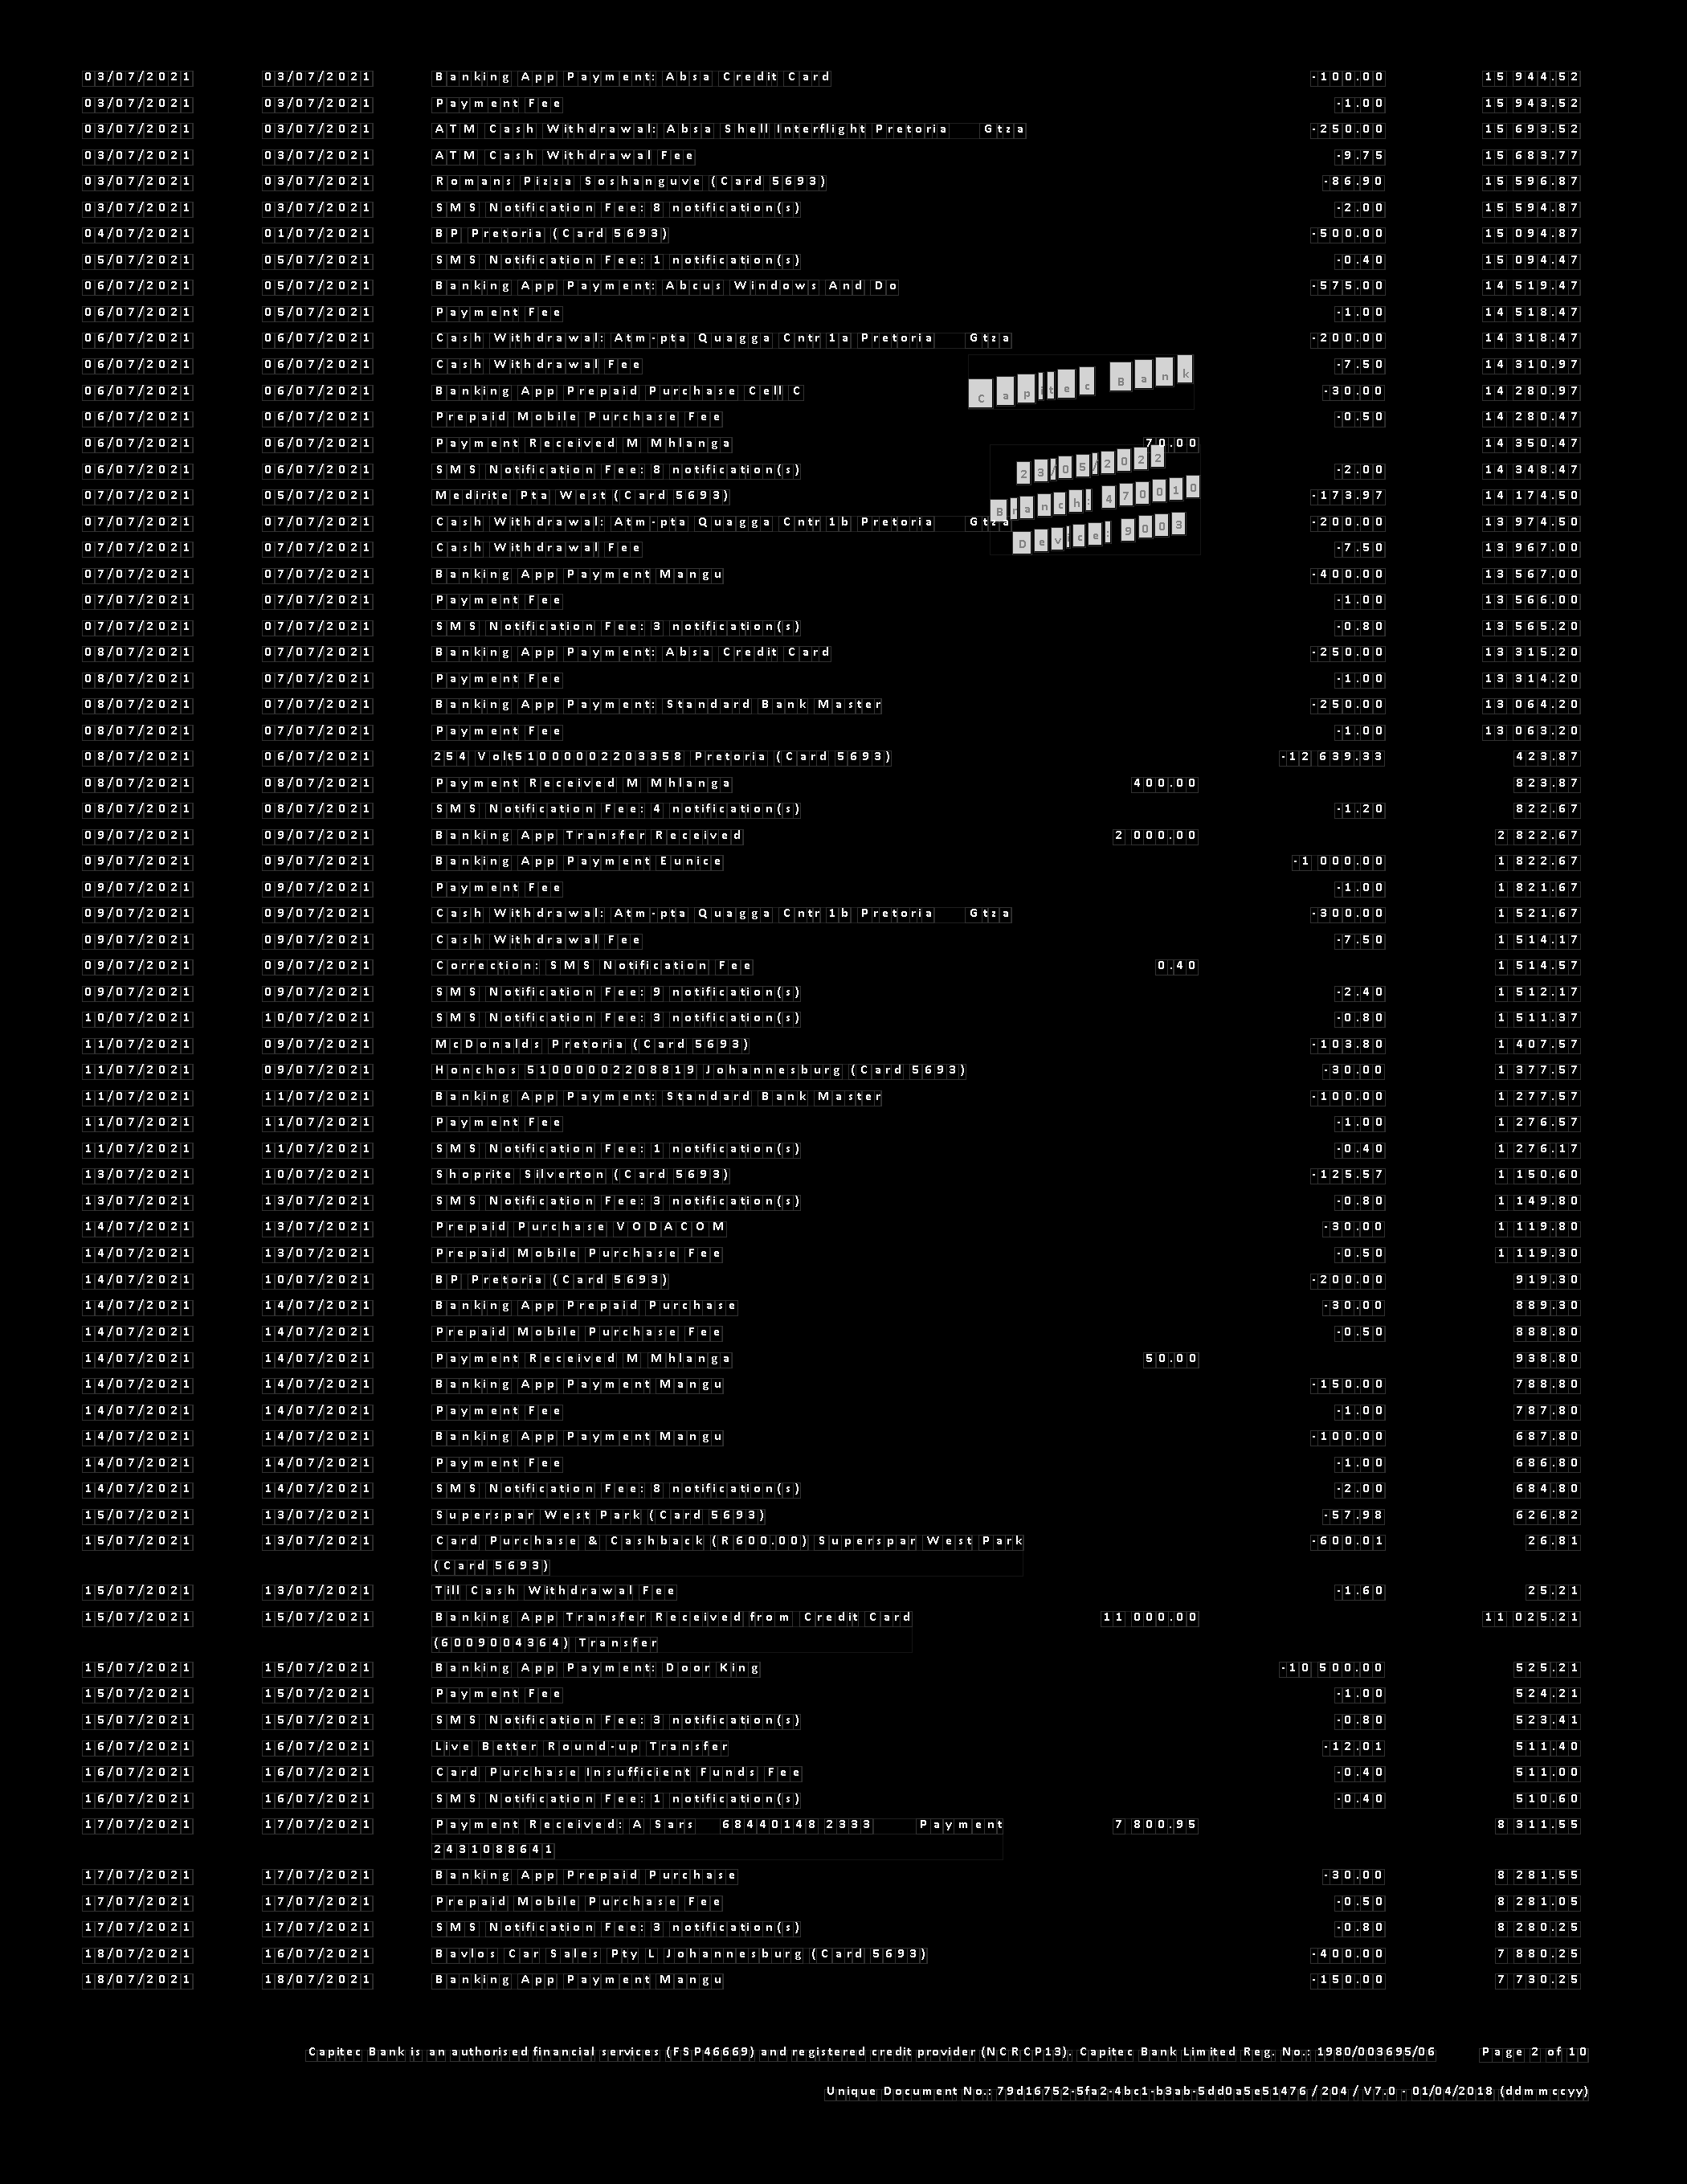 03/07/2021 03/07/2021 Banking App Payment: Absa Credit Card -100.00 15 944.52
03/07/2021 03/07/2021 Payment Fee -1.00 15 943.52
03/07/2021 03/07/2021 ATM Cash Withdrawal: Absa Shell Interflight Pretoria Gtza -250.00 15 693.52
03/07/2021 03/07/2021 ATM Cash Withdrawal Fee -9.75 15 683.77
03/07/2021 03/07/2021 Romans Pizza Soshanguve (Card 5693) -86.90 15 596.87
03/07/2021 03/07/2021 SMS Notification Fee: 8 notification(s) -2.00 15 594.87
04/07/2021 01/07/2021 BP Pretoria (Card 5693) -500.00 15 094.87
05/07/2021 05/07/2021 SMS Notification Fee: 1 notification(s) -0.40 15 094.47
06/07/2021 05/07/2021 Banking App Payment: Abcus Windows And Do -575.00 14 519.47
06/07/2021 05/07/2021 Payment Fee -1.00 14 518.47
06/07/2021 06/07/2021 Cash Withdrawal: Atm-pta Quagga Cntr 1a Pretoria Gtza -200.00 14 318.47
06/07/2021 06/07/2021 Cash Withdrawal Fee -7.50 14 310.97
Capitec Bank
06/07/2021 06/07/2021 Banking App Prepaid Purchase Cell C -30.00 14 280.97
06/07/2021 06/07/2021 Prepaid Mobile Purchase Fee -0.50 14 280.47
06/07/2021 06/07/2021 Payment Received M Mhlanga 70.00 14 350.47
23/05/2022
06/07/2021 06/07/2021 SMS Notification Fee: 8 notification(s) -2.00 14 348.47
07/07/2021 05/07/2021 Medirite Pta West (Card 5693) -173.97 14 174.50
Branch: 470010
07/07/2021 07/07/2021 Cash Withdrawal: Atm-pta Quagga Cntr 1b Pretoria Gtza -200.00 13 974.50
Device: 9003
07/07/2021 07/07/2021 Cash Withdrawal Fee -7.50 13 967.00
07/07/2021 07/07/2021 Banking App Payment Mangu -400.00 13 567.00
07/07/2021 07/07/2021 Payment Fee -1.00 13 566.00
07/07/2021 07/07/2021 SMS Notification Fee: 3 notification(s) -0.80 13 565.20
08/07/2021 07/07/2021 Banking App Payment: Absa Credit Card -250.00 13 315.20
08/07/2021 07/07/2021 Payment Fee -1.00 13 314.20
08/07/2021 07/07/2021 Banking App Payment: Standard Bank Master -250.00 13 064.20
08/07/2021 07/07/2021 Payment Fee -1.00 13 063.20
08/07/2021 06/07/2021 254 Volt51000002203358 Pretoria (Card 5693) -12 639.33 423.87
08/07/2021 08/07/2021 Payment Received M Mhlanga 400.00 823.87
08/07/2021 08/07/2021 SMS Notification Fee: 4 notification(s) -1.20 822.67
09/07/2021 09/07/2021 Banking App Transfer Received 2 000.00 2 822.67
09/07/2021 09/07/2021 Banking App Payment Eunice -1 000.00 1 822.67
09/07/2021 09/07/2021 Payment Fee -1.00 1 821.67
09/07/2021 09/07/2021 Cash Withdrawal: Atm-pta Quagga Cntr 1b Pretoria Gtza -300.00 1 521.67
09/07/2021 09/07/2021 Cash Withdrawal Fee -7.50 1 514.17
09/07/2021 09/07/2021 Correction: SMS Notification Fee 0.40 1 514.57
09/07/2021 09/07/2021 SMS Notification Fee: 9 notification(s) -2.40 1 512.17
10/07/2021 10/07/2021 SMS Notification Fee: 3 notification(s) -0.80 1 511.37
11/07/2021 09/07/2021 McDonalds Pretoria (Card 5693) -103.80 1 407.57
11/07/2021 09/07/2021 Honchos 51000002208819 Johannesburg (Card 5693) -30.00 1 377.57
11/07/2021 11/07/2021 Banking App Payment: Standard Bank Master -100.00 1 277.57
11/07/2021 11/07/2021 Payment Fee -1.00 1 276.57
11/07/2021 11/07/2021 SMS Notification Fee: 1 notification(s) -0.40 1 276.17
13/07/2021 10/07/2021 Shoprite Silverton (Card 5693) -125.57 1 150.60
13/07/2021 13/07/2021 SMS Notification Fee: 3 notification(s) -0.80 1 149.80
14/07/2021 13/07/2021 Prepaid Purchase VODACOM -30.00 1 119.80
14/07/2021 13/07/2021 Prepaid Mobile Purchase Fee -0.50 1 119.30
14/07/2021 10/07/2021 BP Pretoria (Card 5693) -200.00 919.30
14/07/2021 14/07/2021 Banking App Prepaid Purchase -30.00 889.30
14/07/2021 14/07/2021 Prepaid Mobile Purchase Fee -0.50 888.80
14/07/2021 14/07/2021 Payment Received M Mhlanga 50.00 938.80
14/07/2021 14/07/2021 Banking App Payment Mangu -150.00 788.80
14/07/2021 14/07/2021 Payment Fee -1.00 787.80
14/07/2021 14/07/2021 Banking App Payment Mangu -100.00 687.80
14/07/2021 14/07/2021 Payment Fee -1.00 686.80
14/07/2021 14/07/2021 SMS Notification Fee: 8 notification(s) -2.00 684.80
15/07/2021 13/07/2021 Superspar West Park (Card 5693) -57.98 626.82
15/07/2021 13/07/2021 Card Purchase & Cashback (R600.00) Superspar West Park -600.01 26.81
(Card 5693)
15/07/2021 13/07/2021 Till Cash Withdrawal Fee -1.60 25.21
15/07/2021 15/07/2021 Banking App Transfer Received from Credit Card 11 000.00 11 025.21
(6009004364) Transfer
15/07/2021 15/07/2021 Banking App Payment: Door King -10 500.00 525.21
15/07/2021 15/07/2021 Payment Fee -1.00 524.21
15/07/2021 15/07/2021 SMS Notification Fee: 3 notification(s) -0.80 523.41
16/07/2021 16/07/2021 Live Better Round-up Transfer -12.01 511.40
16/07/2021 16/07/2021 Card Purchase Insufficient Funds Fee -0.40 511.00
16/07/2021 16/07/2021 SMS Notification Fee: 1 notification(s) -0.40 510.60
17/07/2021 17/07/2021 Payment Received: A Sars 68440148 2333 Payment 7 800.95 8 311.55
2431088641
17/07/2021 17/07/2021 Banking App Prepaid Purchase -30.00 8 281.55
17/07/2021 17/07/2021 Prepaid Mobile Purchase Fee -0.50 8 281.05
17/07/2021 17/07/2021 SMS Notification Fee: 3 notification(s) -0.80 8 280.25
18/07/2021 16/07/2021 Bavlos Car Sales Pty L Johannesburg (Card 5693) -400.00 7 880.25
18/07/2021 18/07/2021 Banking App Payment Mangu -150.00 7 730.25
Capitec Bank is an authorised financial services (FSP46669) and registered credit provider (NCRCP13). Capitec Bank Limited Reg. No.: 1980/003695/06 Page 2 of 10
Unique Document No.: 79d16752-5fa2-4bc1-b3ab-5dd0a5e51476 / 204 / V7.0 - 01/04/2018 (ddmmccyy)